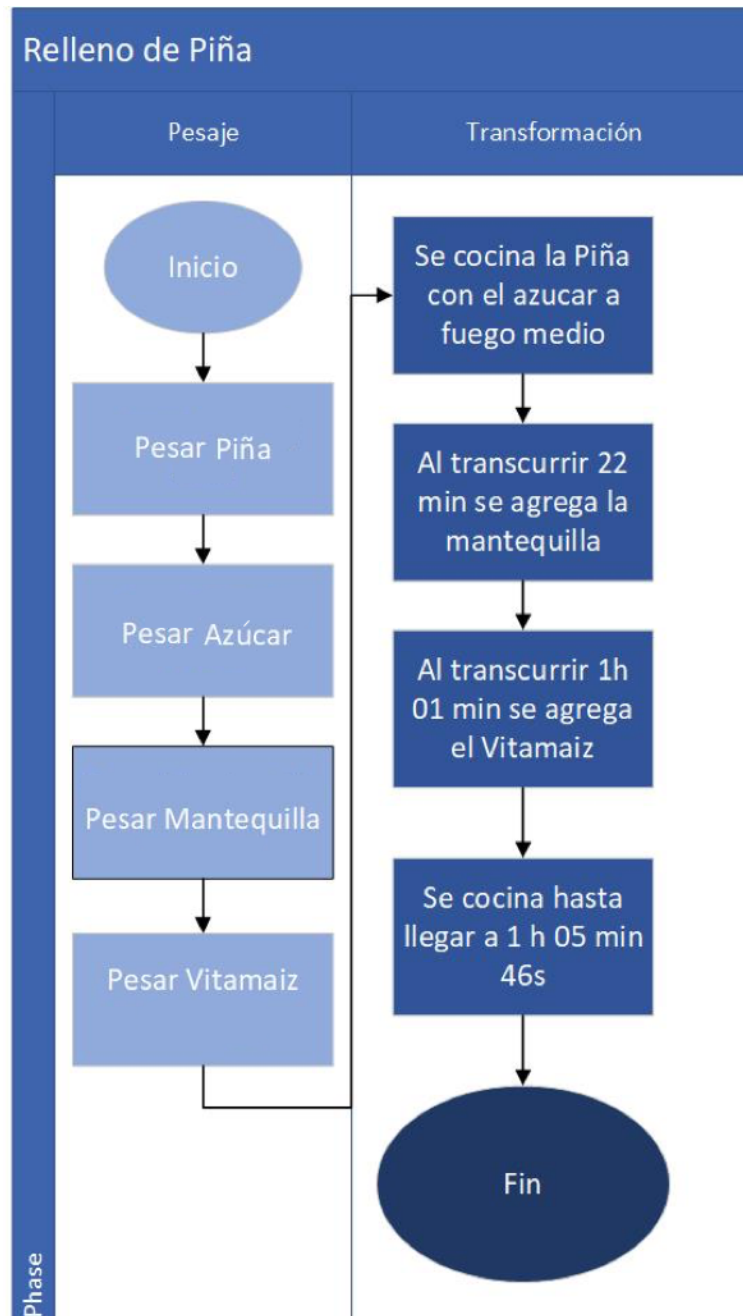 Relleno de Piña
Pesaje
Transformación
Inicio
Pesar Piña
Pesar Azúcar
Pesar Mantequilla
Pesar Vitamaiz
Se cocina la Piña
con el azucar a
fuego medio
Al transcurrir 22
min se agrega la
mantequilla
Al transcurrir 1h
01 min se agrega
el Vitamaiz
Se cocina hasta
llegar a 1 h 05 min
46s
Fin
Phase